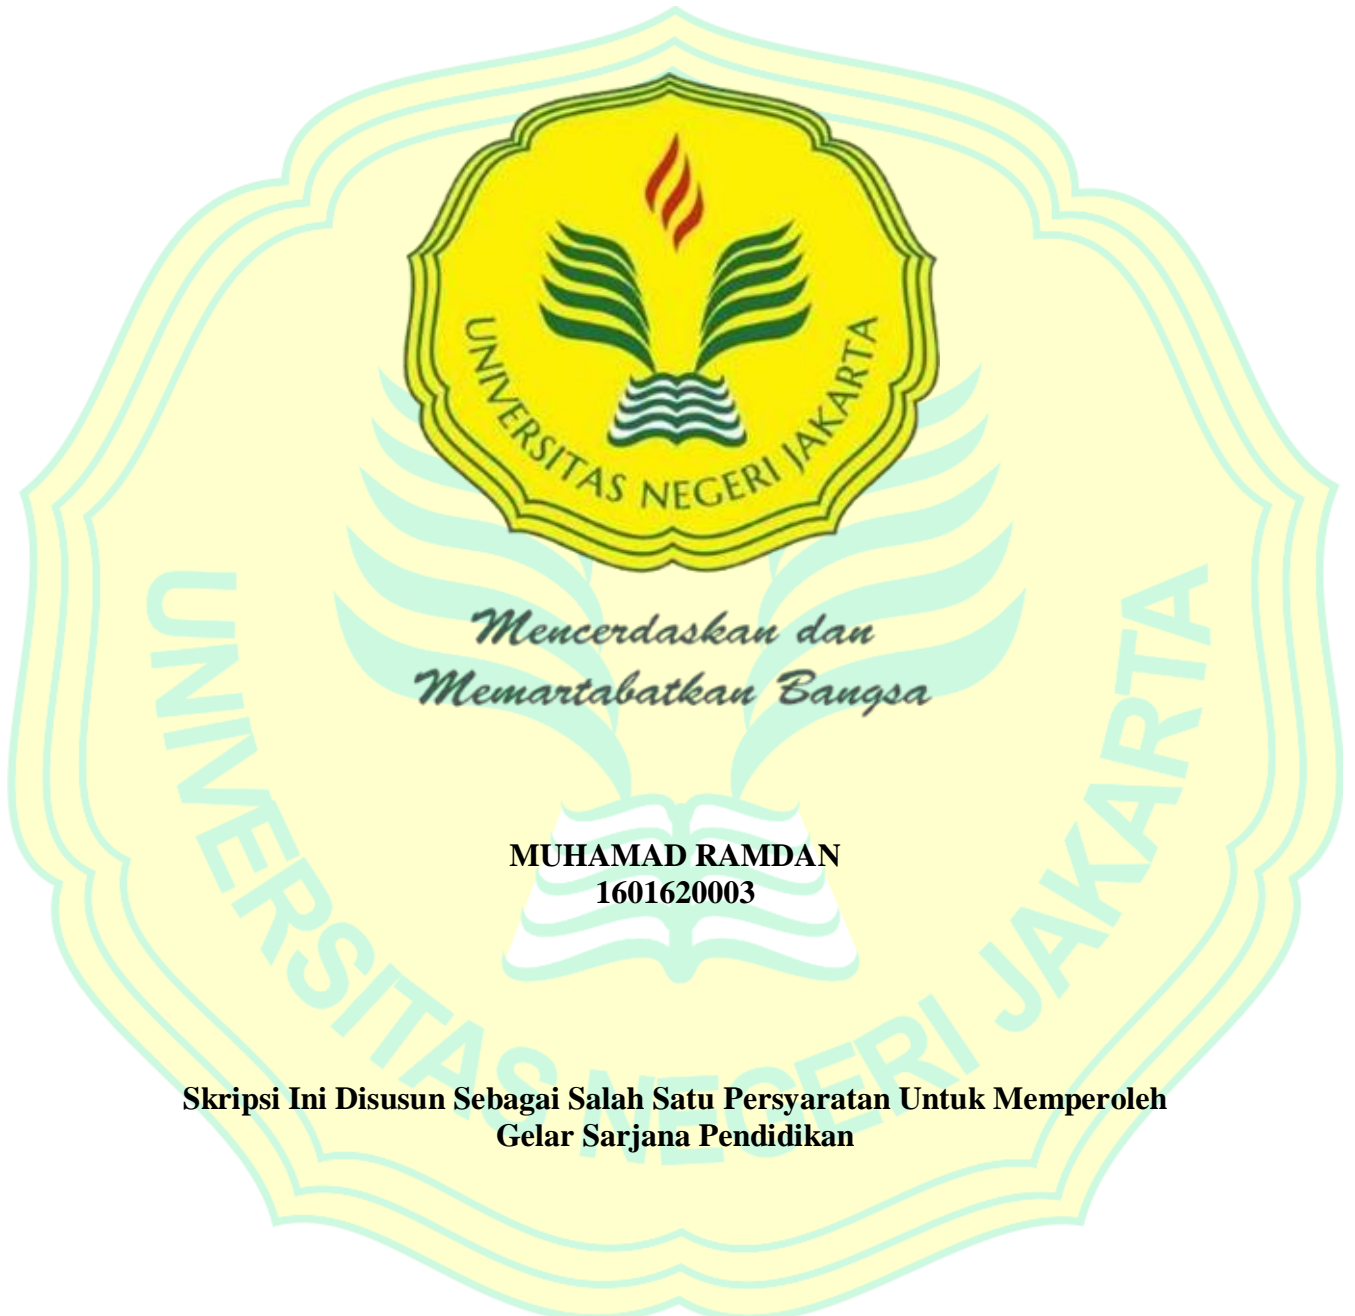 UNIVERSITAS NEGERI JAKARTA
Mencerdaskan dan
Memartabatkan Bangsa
MUHAMAD RAMDAN
1601620003
Skripsi Ini Disusun Sebagai Salah Satu Persyaratan Untuk Memperoleh
Gelar Sarjana Pendidikan
UNIVERSITAS NEGERI JAKARTA